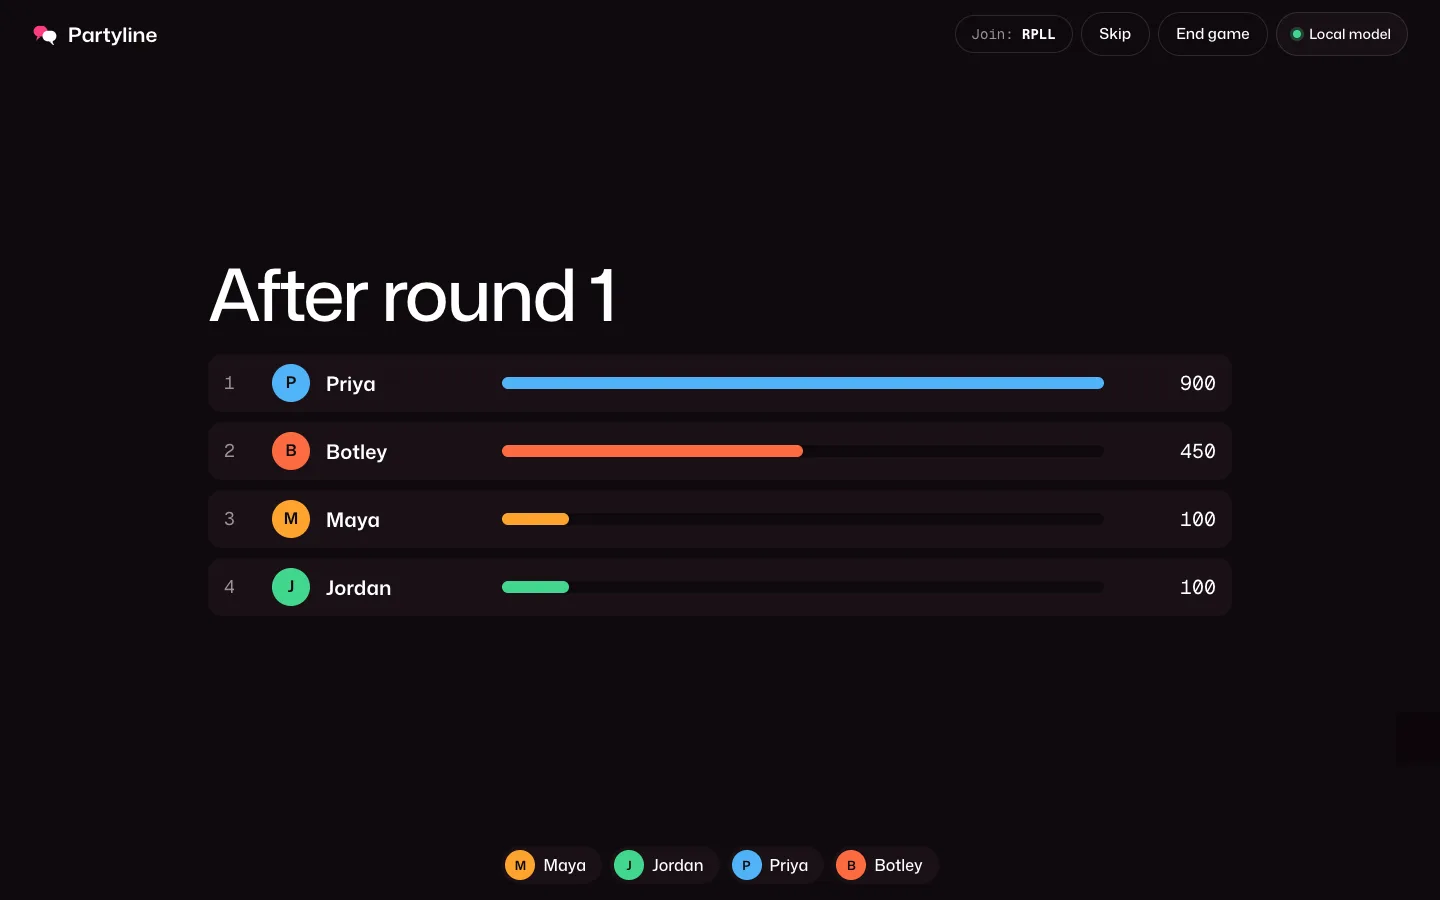 Partyline
Join: RPLL
Skip
End game
Local model
After round 1
1 P Priya 900
2 B Botley 450
3 M Maya 100
4 J Jordan 100
M Maya J Jordan P Priya B Botley